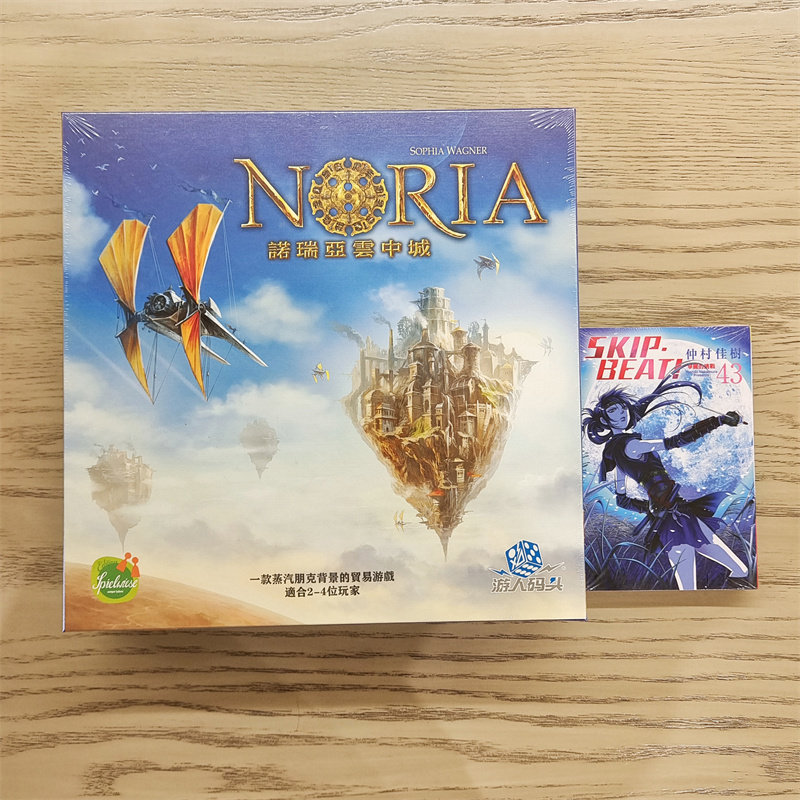 SOPHIA WAGNER
NORIA
諾瑞亞雲中城
Spielwiese
一款蒸汽朋克背景的貿易游戲
適合2-4位玩家
游人码头
SKIP·
BEAT!
仲村佳樹
43